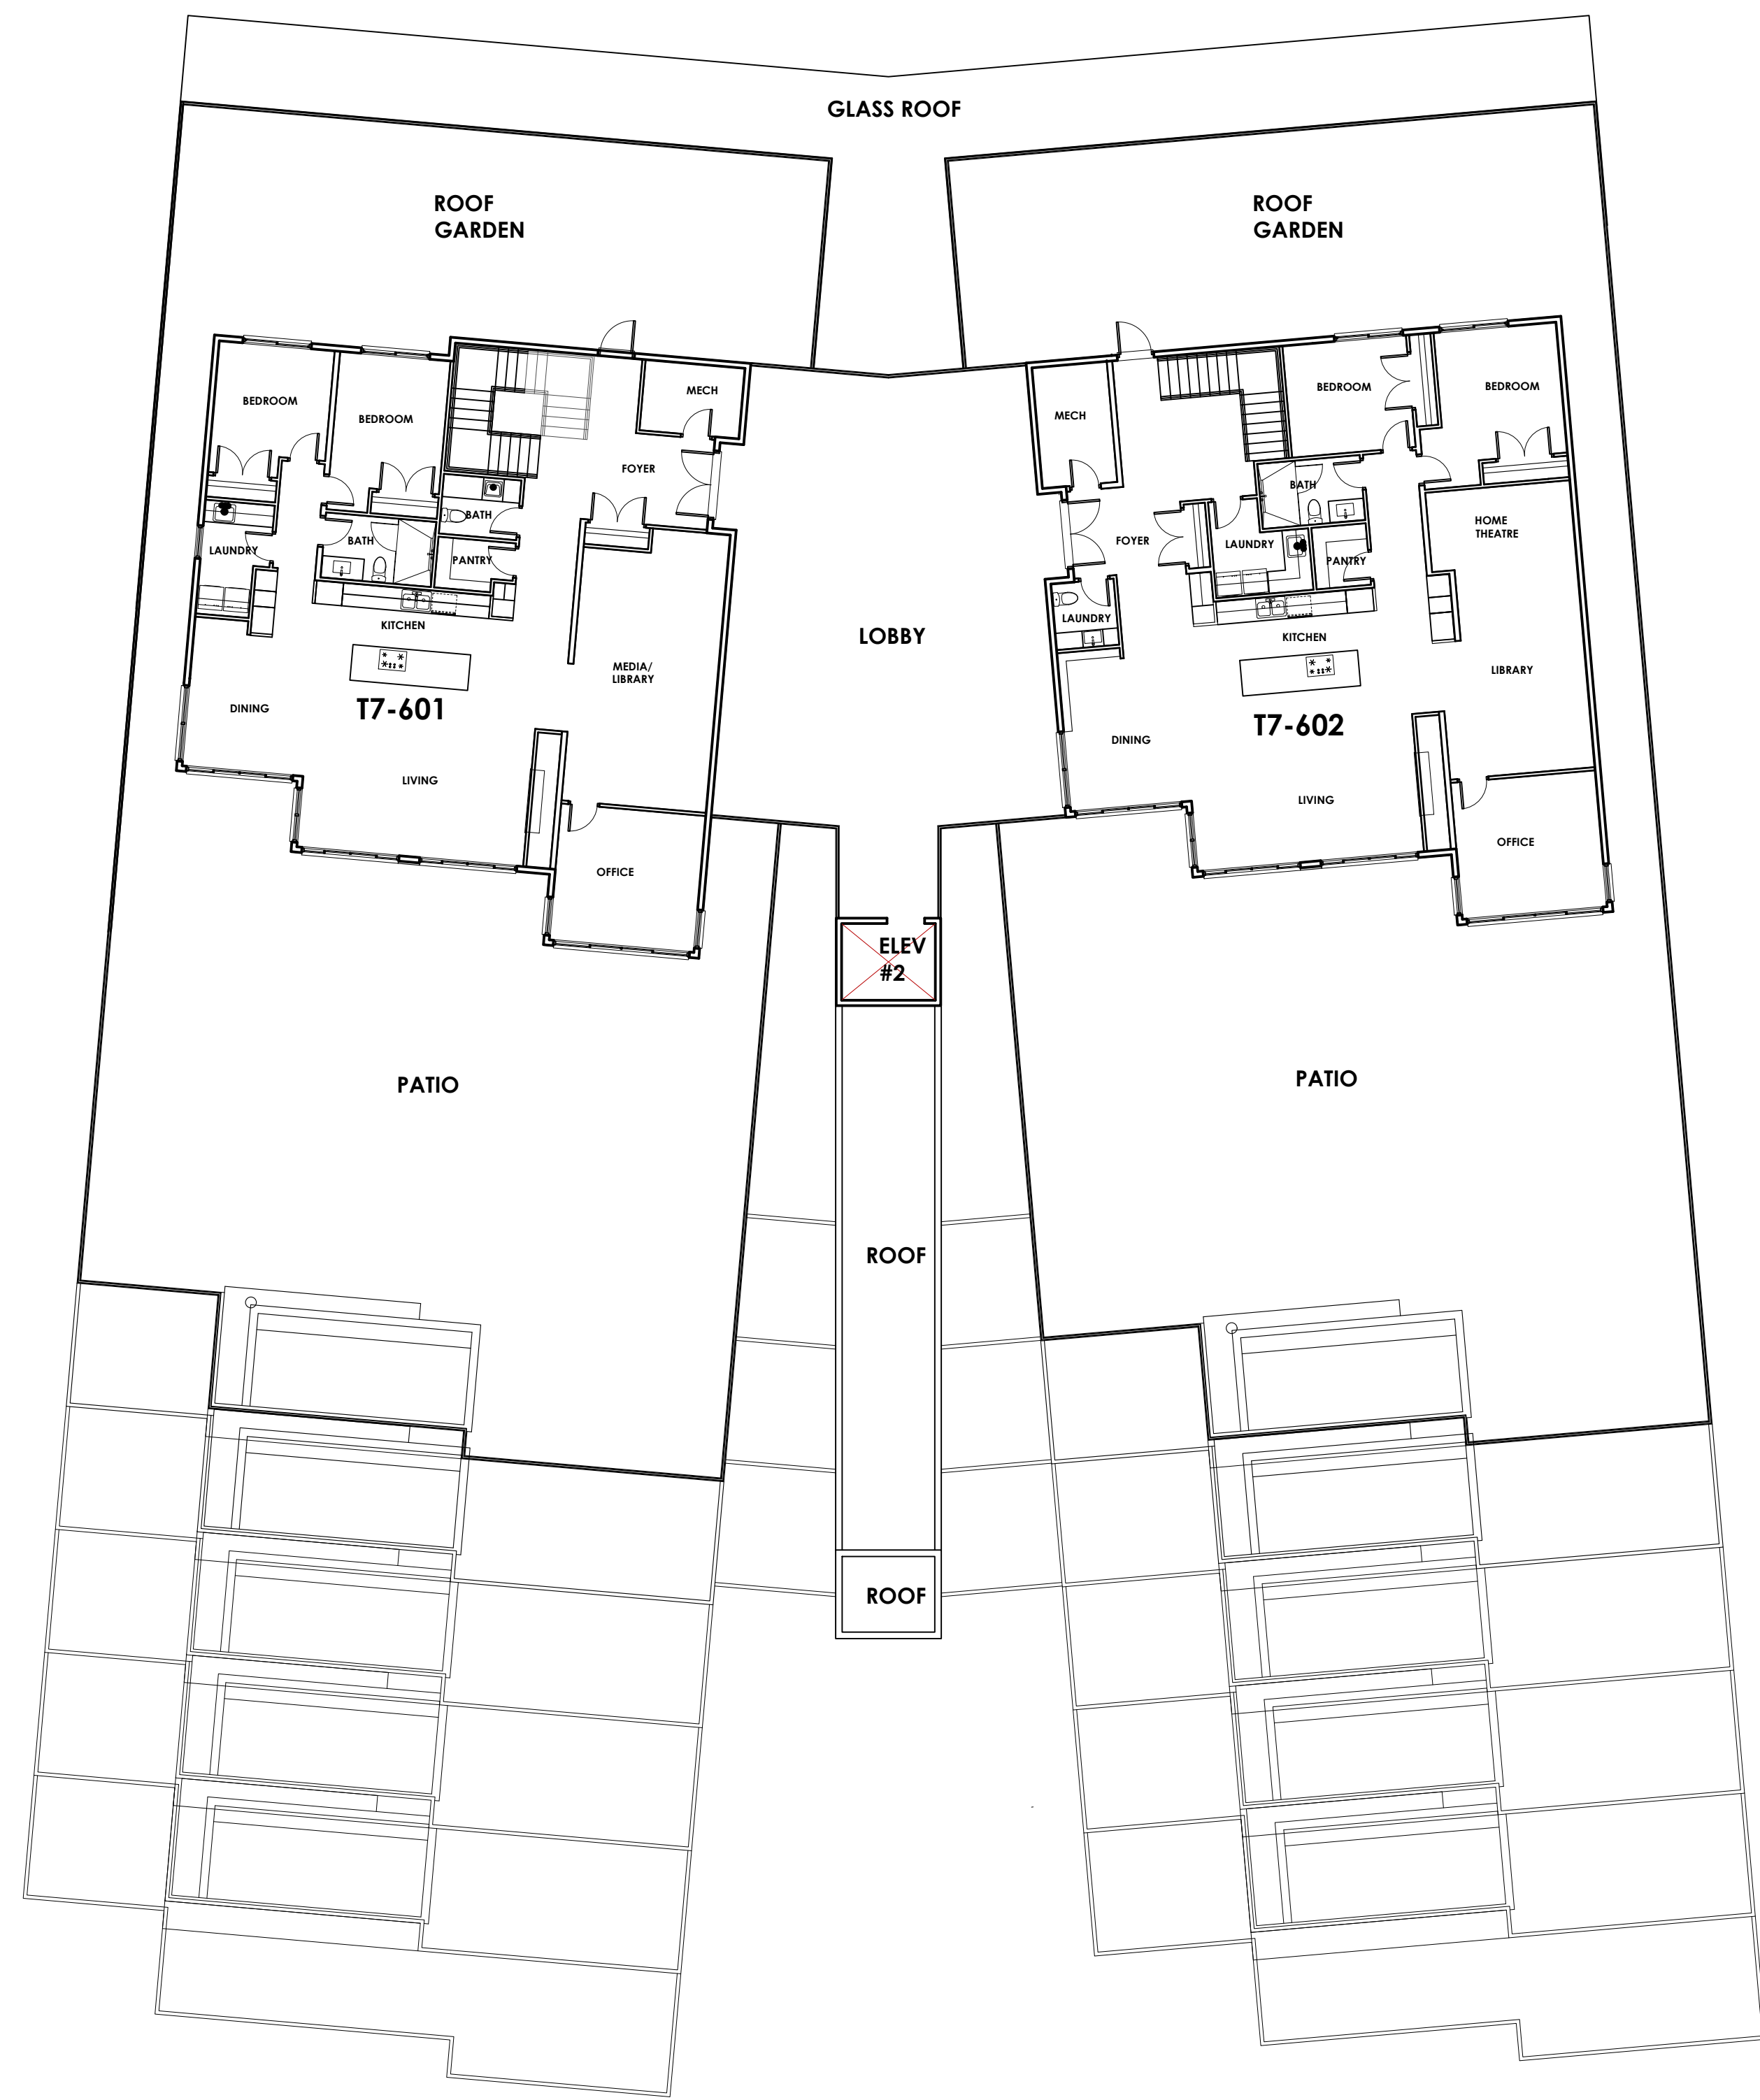 GLASS ROOF
ROOF
GARDEN
ROOF
GARDEN
BEDROOM
BEDROOM
MECH
FOYER
BATH
BATH
LAUNDRY
PANTRY
KITCHEN
MEDIA/
LIBRARY
DINING
T7-601
LIVING
OFFICE
LOBBY
MECH
BEDROOM
BEDROOM
BATH
HOME
THEATRE
FOYER
LAUNDRY
PANTRY
LAUNDRY
KITCHEN
LIBRARY
DINING
T7-602
LIVING
OFFICE
ELEV
#2
PATIO
PATIO
ROOF
ROOF